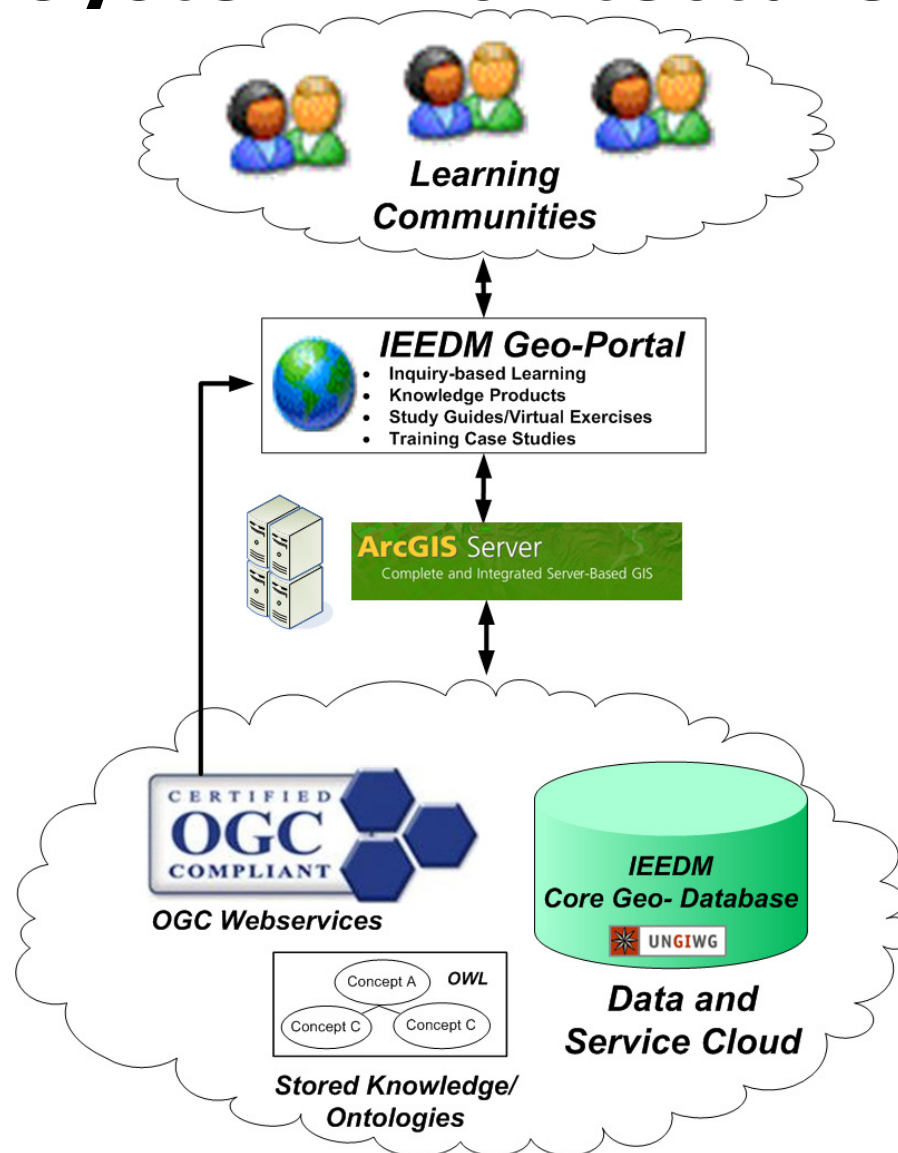 Learning
Communities
IEEDM Geo-Portal
• Inquiry-based Learning
• Knowledge Products
• Study Guides/Virtual Exercises
• Training Case Studies
ArcGIS Server
Complete and Integrated Server-Based GIS
CERTIFIED
OGC
COMPLIANT
OGC Webservices
IEEDM
Core Geo- Database
UNGIWG
Concept A
OWL
Concept C
Concept C
Data and
Service Cloud
Stored Knowledge/
Ontologies